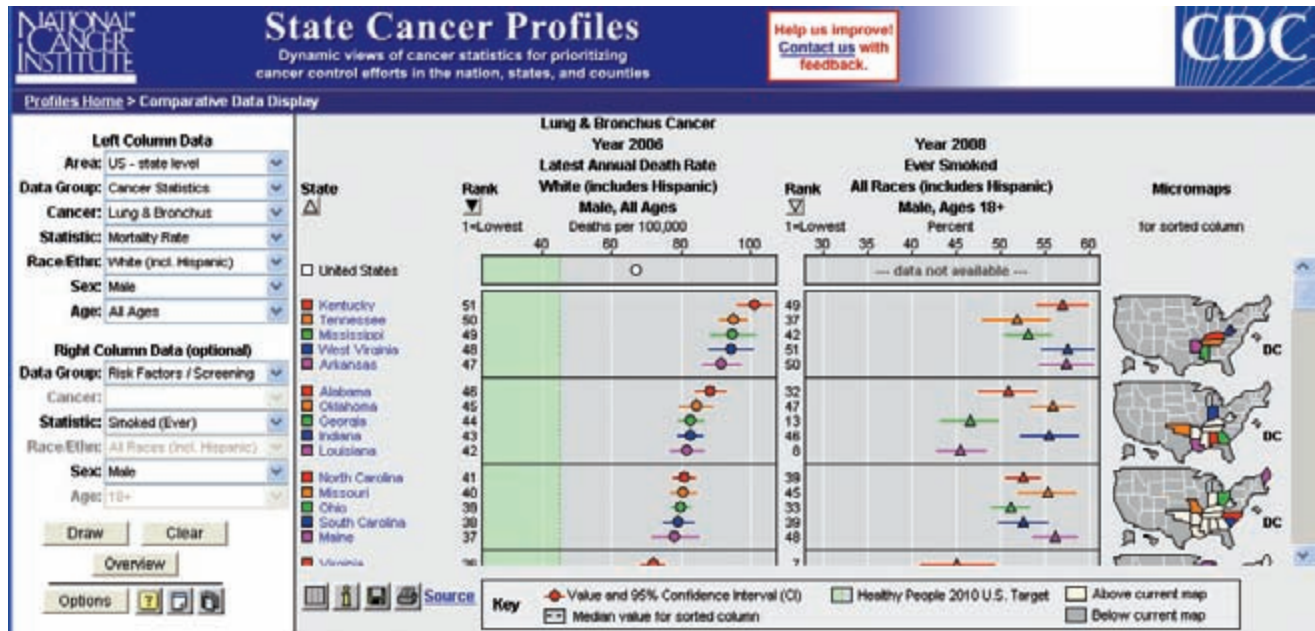 NATIONAL
CANCER
INSTITUTE
State Cancer Profiles
Dynamic views of cancer statistics for prioritizing
cancer control efforts in the nation, states, and counties
Help us improve!
Contact us with
feedback.
CDC
Profiles Home > Comparative Data Display
Left Column Data
Area: US - state level
Data Group: Cancer Statistics
Cancer: Lung & Bronchus
Statistic: Mortality Rate
Race/Ethn: White (incl. Hispanic)
Sex: Male
Age: All Ages
Right Column Data (optional)
Data Group: Risk Factors / Screening
Cancer:
Statistic: Smoked (Ever)
Race/Ethn: All Races (incl. Hispanic)
Sex: Male
Age: 18+
Draw Clear
Overview
Options ?
Lung & Bronchus Cancer
Year 2006
Latest Annual Death Rate
White (includes Hispanic)
Male, All Ages
Deaths per 100,000
Year 2008
Ever Smoked
All Races (includes Hispanic)
Male, Ages 18+
Percent
State
Rank
1=Lowest
40 60 80 100
Rank
1=Lowest
30 35 40 45 50 55 60
Micromaps
for sorted column
United States --- data not available ---
Kentucky 51 49
Tennessee 50 37
Mississippi 49 42
West Virginia 48 51
Arkansas 47 50
DC
Alabama 46 32
Oklahoma 45 47
Georgia 44 13
Indiana 43 46
Louisiana 42 8
DC
North Carolina 41 39
Missouri 40 45
Ohio 39 33
South Carolina 38 39
Maine 37 48
DC
Virginia 36 7
Source
Key
Value and 95% Confidence Interval (CI)
Median value for sorted column
Healthy People 2010 U.S. Target
Above current map
Below current map